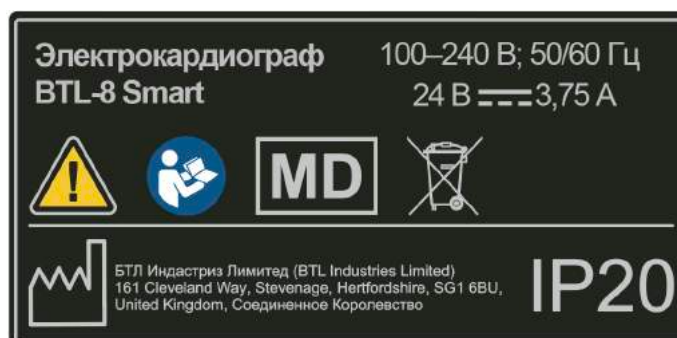 Электрокардиограф
BTL-8 Smart
100–240 В; 50/60 Гц
24 В 3,75 А
MD
БТЛ Индастриз Лимитед (BTL Industries Limited)
161 Cleveland Way, Stevenage, Hertfordshire, SG1 6BU,
United Kingdom, Соединенное Королевство
IP20